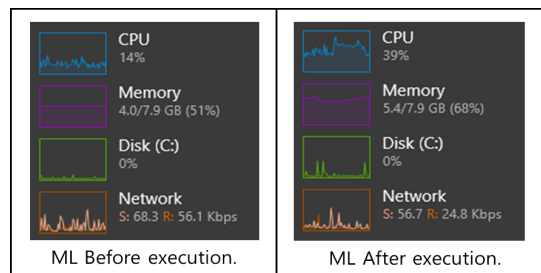 CPU
14%
Memory
4.0/7.9 GB (51%)
Disk (C:)
0%
Network
S: 68.3 R: 56.1 Kbps
ML Before execution.
CPU
39%
Memory
5.4/7.9 GB (68%)
Disk (C:)
0%
Network
S: 56.7 R: 24.8 Kbps
ML After execution.